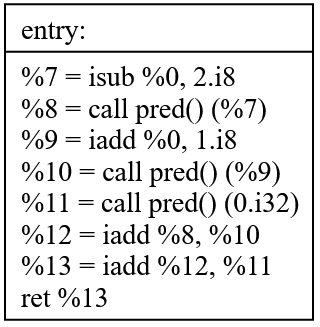 entry:
%7 = isub %0, 2.i8
%8 = call pred() (%7)
%9 = iadd %0, 1.i8
%10 = call pred() (%9)
%11 = call pred() (0.i32)
%12 = iadd %8, %10
%13 = iadd %12, %11
ret %13